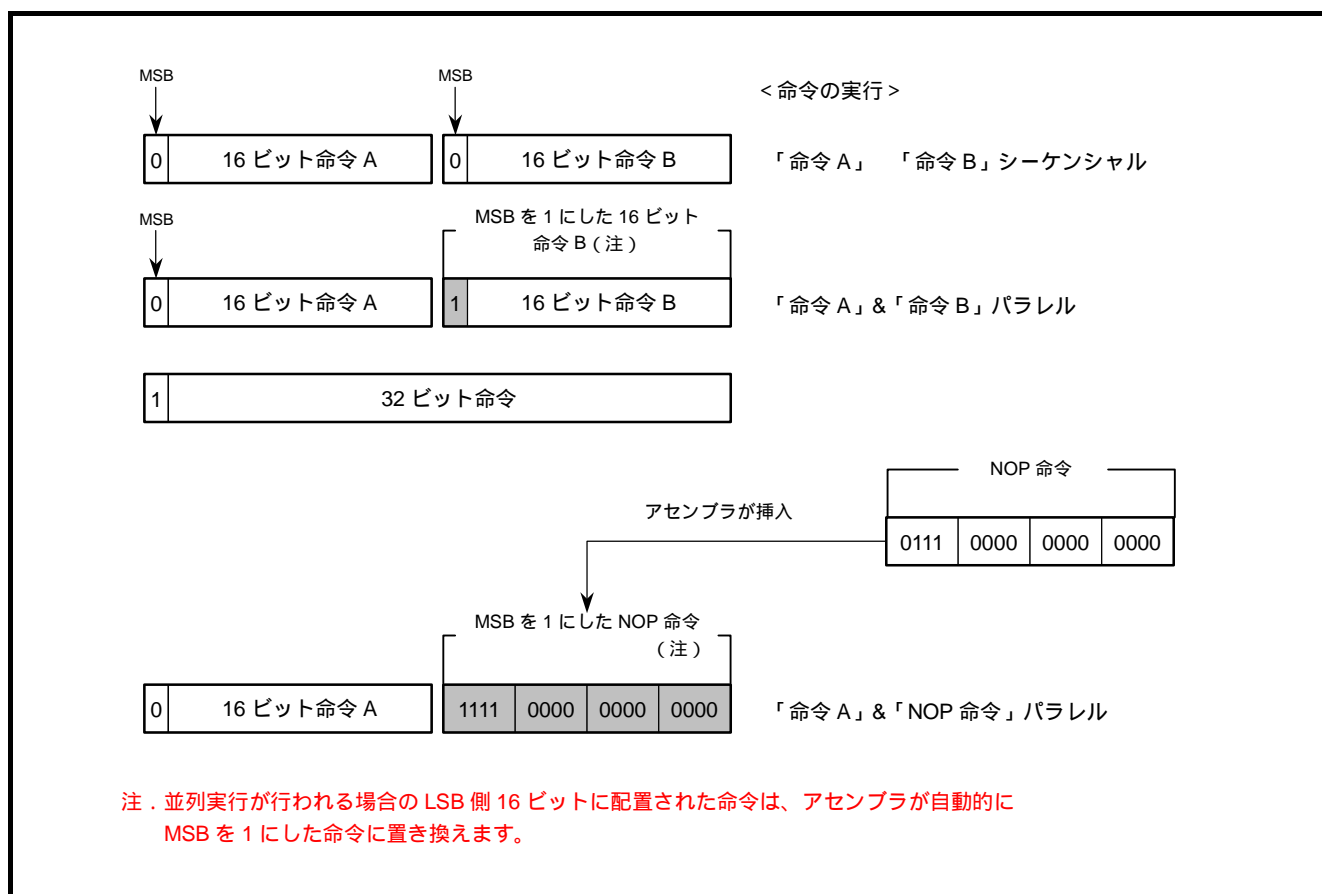 MSB MSB
<命令の実行>
0 16 ビット命令 A 0 16 ビット命令 B 「命令 A」 「命令 B」シーケンシャル
MSB
MSB を 1 にした 16 ビット
命令 B(注)
0 16 ビット命令 A 1 16 ビット命令 B 「命令 A」&「命令 B」パラレル
1 32 ビット命令
NOP 命令
アセンブラが挿入
0111 0000 0000 0000
MSB を 1 にした NOP 命令
(注)
0 16 ビット命令 A 1111 0000 0000 0000 「命令 A」&「NOP 命令」パラレル
注.並列実行が行われる場合の LSB 側 16 ビットに配置された命令は、アセンブラが自動的に
MSB を 1 にした命令に置き換えます。